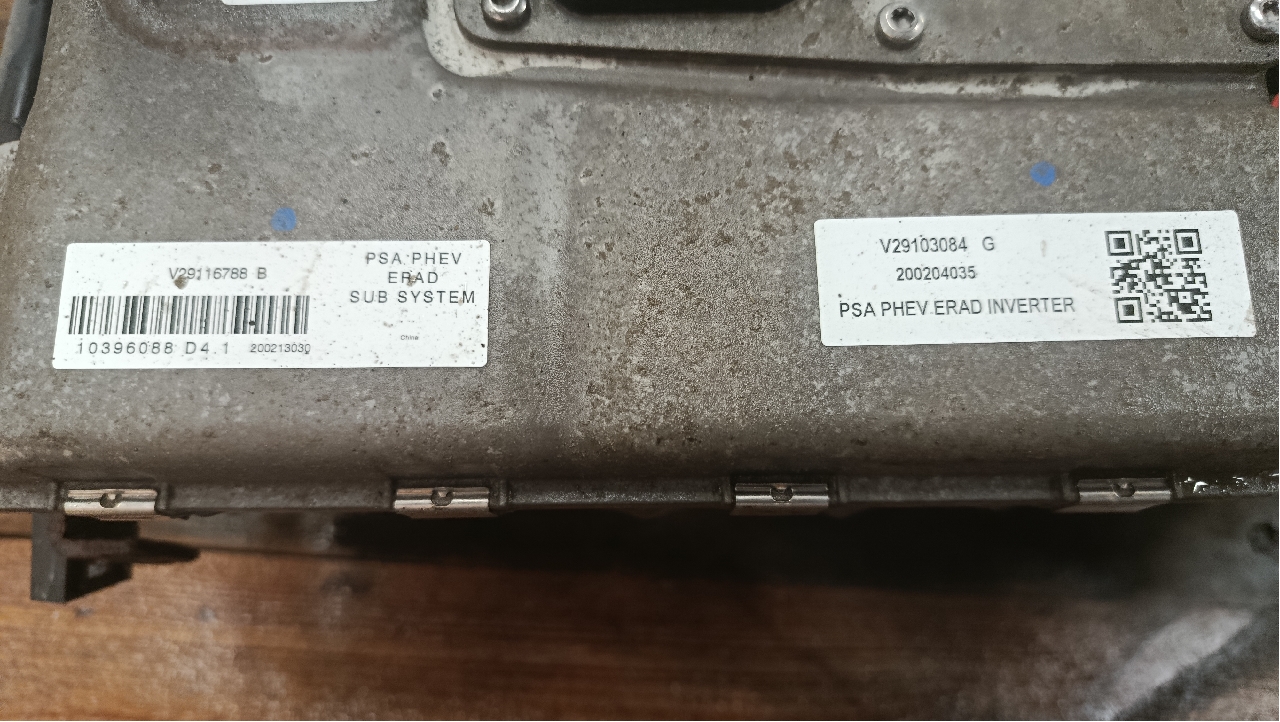 V29116788 B
PSA PHEV
ERAD
SUB SYSTEM
10396088 D4.1 200213030
China
V29103084 G
200204035
PSA PHEV ERAD INVERTER